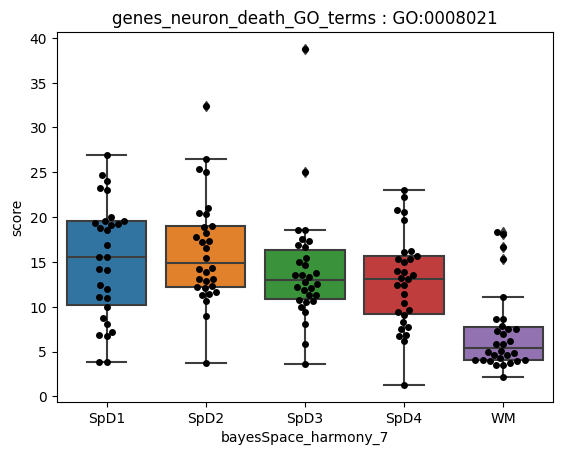 genes_neuron_death_GO_terms : GO:0008021
40
35
30
25
20
15
10
5
0
score
SpD1 SpD2 SpD3 SpD4 WM
bayesSpace_harmony_7